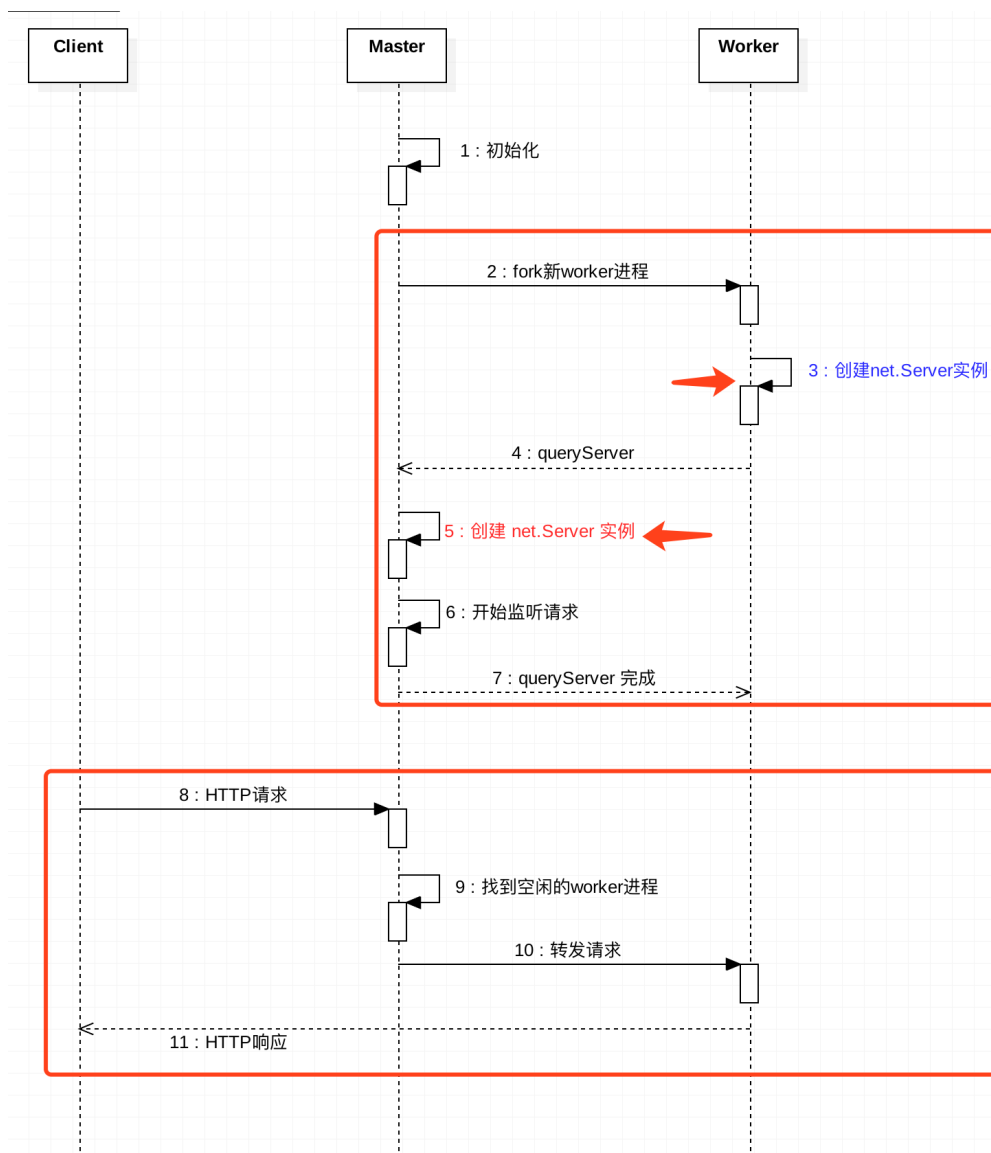 Client
Master
Worker
1 : 初始化
2 : fork新worker进程
3 : 创建net.Server实例
4 : queryServer
5 : 创建 net.Server 实例
6 : 开始监听请求
7 : queryServer 完成
8 : HTTP请求
9 : 找到空闲的worker进程
10 : 转发请求
11 : HTTP响应